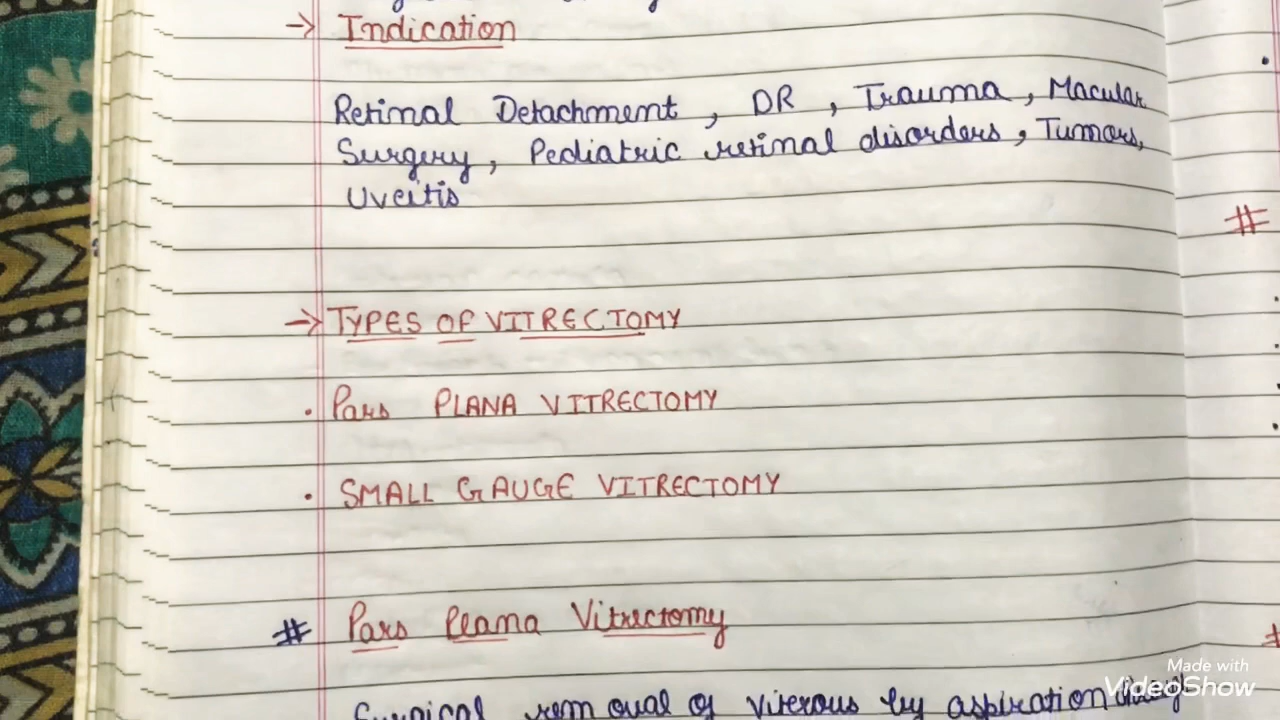 → Indication
Retinal Detachment, DR, Trauma, Macular
Surgery, Pediatric retinal disorders, Tumors,
Uveitis
→ TYPES OF VITRECTOMY
. Pars PLANA VITRECTOMY
. SMALL GAUGE VITRECTOMY
# Pars Plana Vitrectomy
Surgical removal of viterous by aspiration
#
Made with
VideoShow